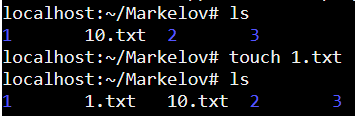 localhost:~/Markelov# ls
1 10.txt 2 3
localhost:~/Markelov# touch 1.txt
localhost:~/Markelov# ls
1 1.txt 10.txt 2 3